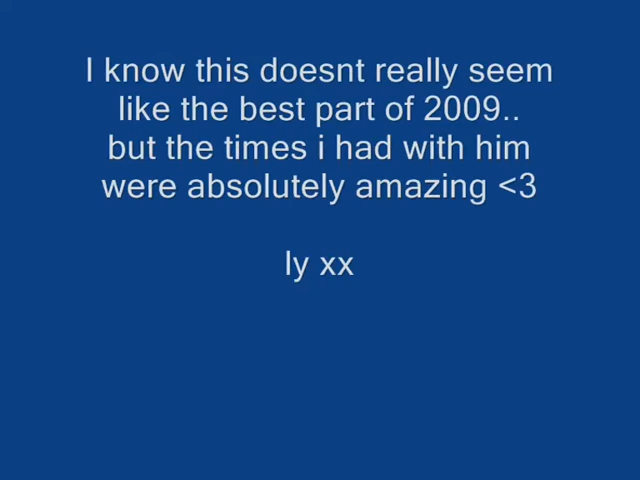 I know this doesnt really seem
like the best part of 2009..
but the times i had with him
were absolutely amazing <3
ly xx